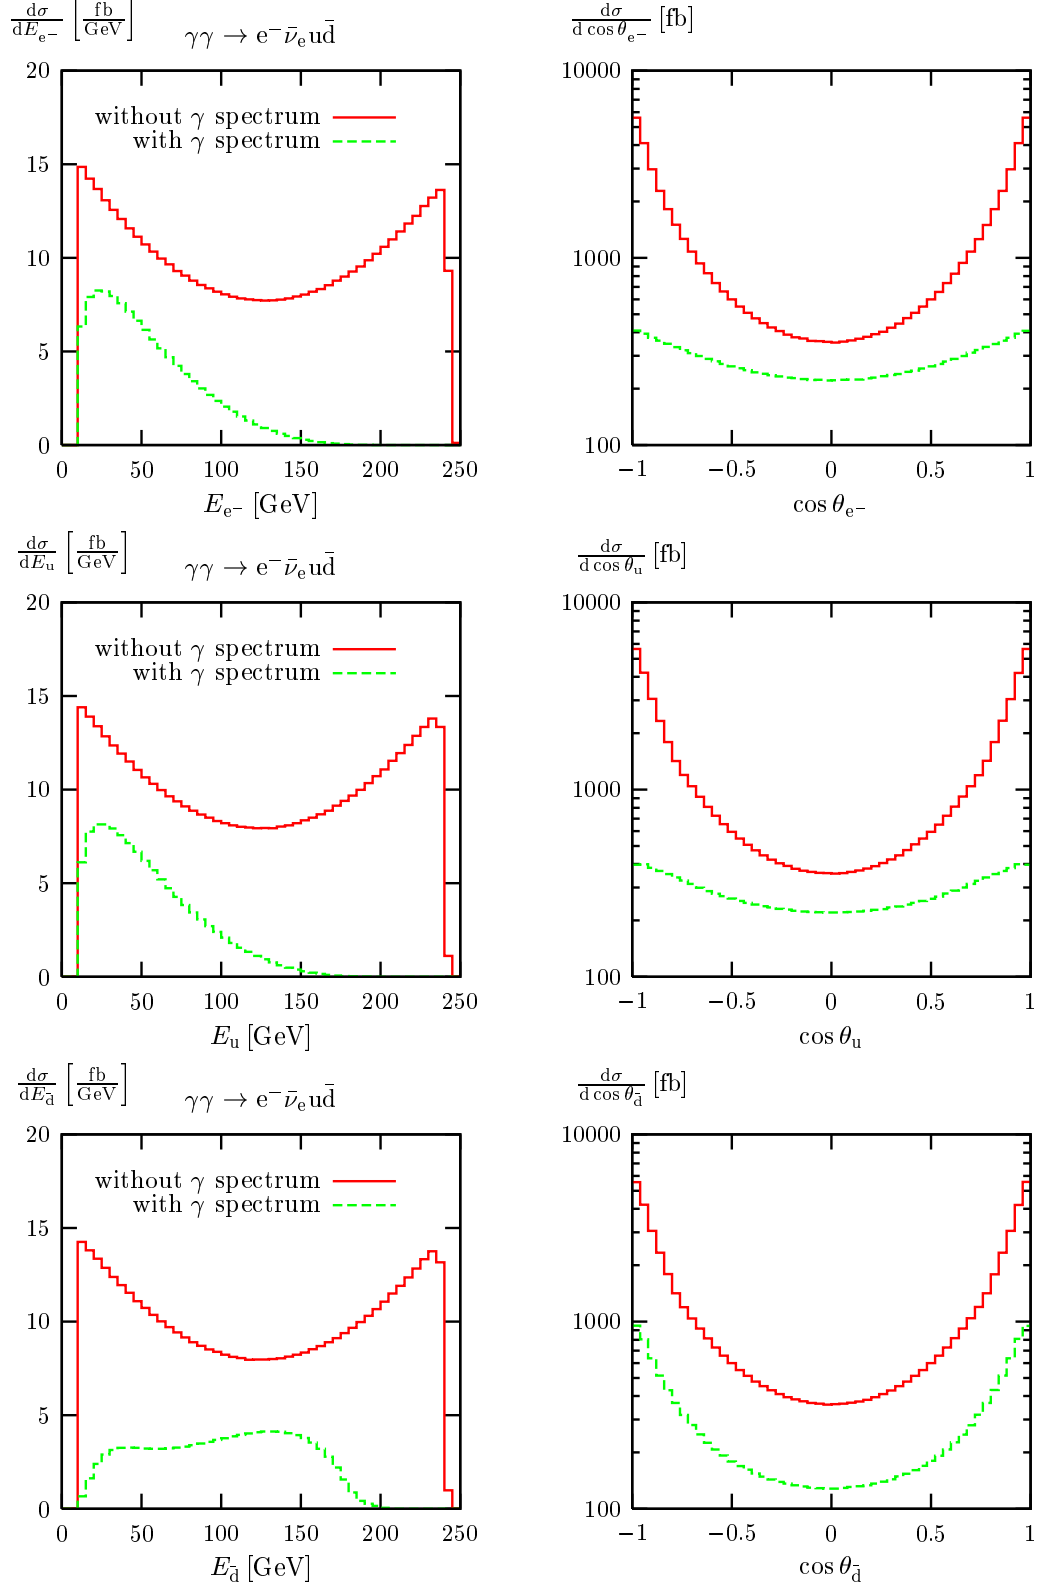 dσ/dE_e− [fb/GeV] γγ → e−ν̄_e ud̄
20
15
10
5
0
without γ spectrum
with γ spectrum
0 50 100 150 200 250
E_e− [GeV]
dσ/d cos θ_e− [fb]
10000
1000
100
−1 −0.5 0 0.5 1
cos θ_e−
dσ/dE_u [fb/GeV] γγ → e−ν̄_e ud̄
20
15
10
5
0
without γ spectrum
with γ spectrum
0 50 100 150 200 250
E_u [GeV]
dσ/d cos θ_u [fb]
10000
1000
100
−1 −0.5 0 0.5 1
cos θ_u
dσ/dE_d̄ [fb/GeV] γγ → e−ν̄_e ud̄
20
15
10
5
0
without γ spectrum
with γ spectrum
0 50 100 150 200 250
E_d̄ [GeV]
dσ/d cos θ_d̄ [fb]
10000
1000
100
−1 −0.5 0 0.5 1
cos θ_d̄